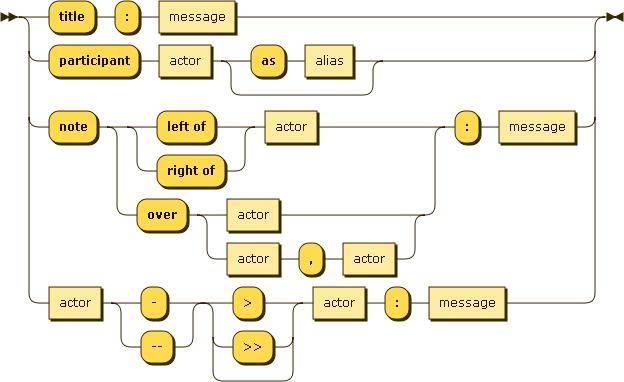 title : message
participant actor as alias
note left of actor : message
right of
over actor
actor , actor
actor - > actor : message
-- >>